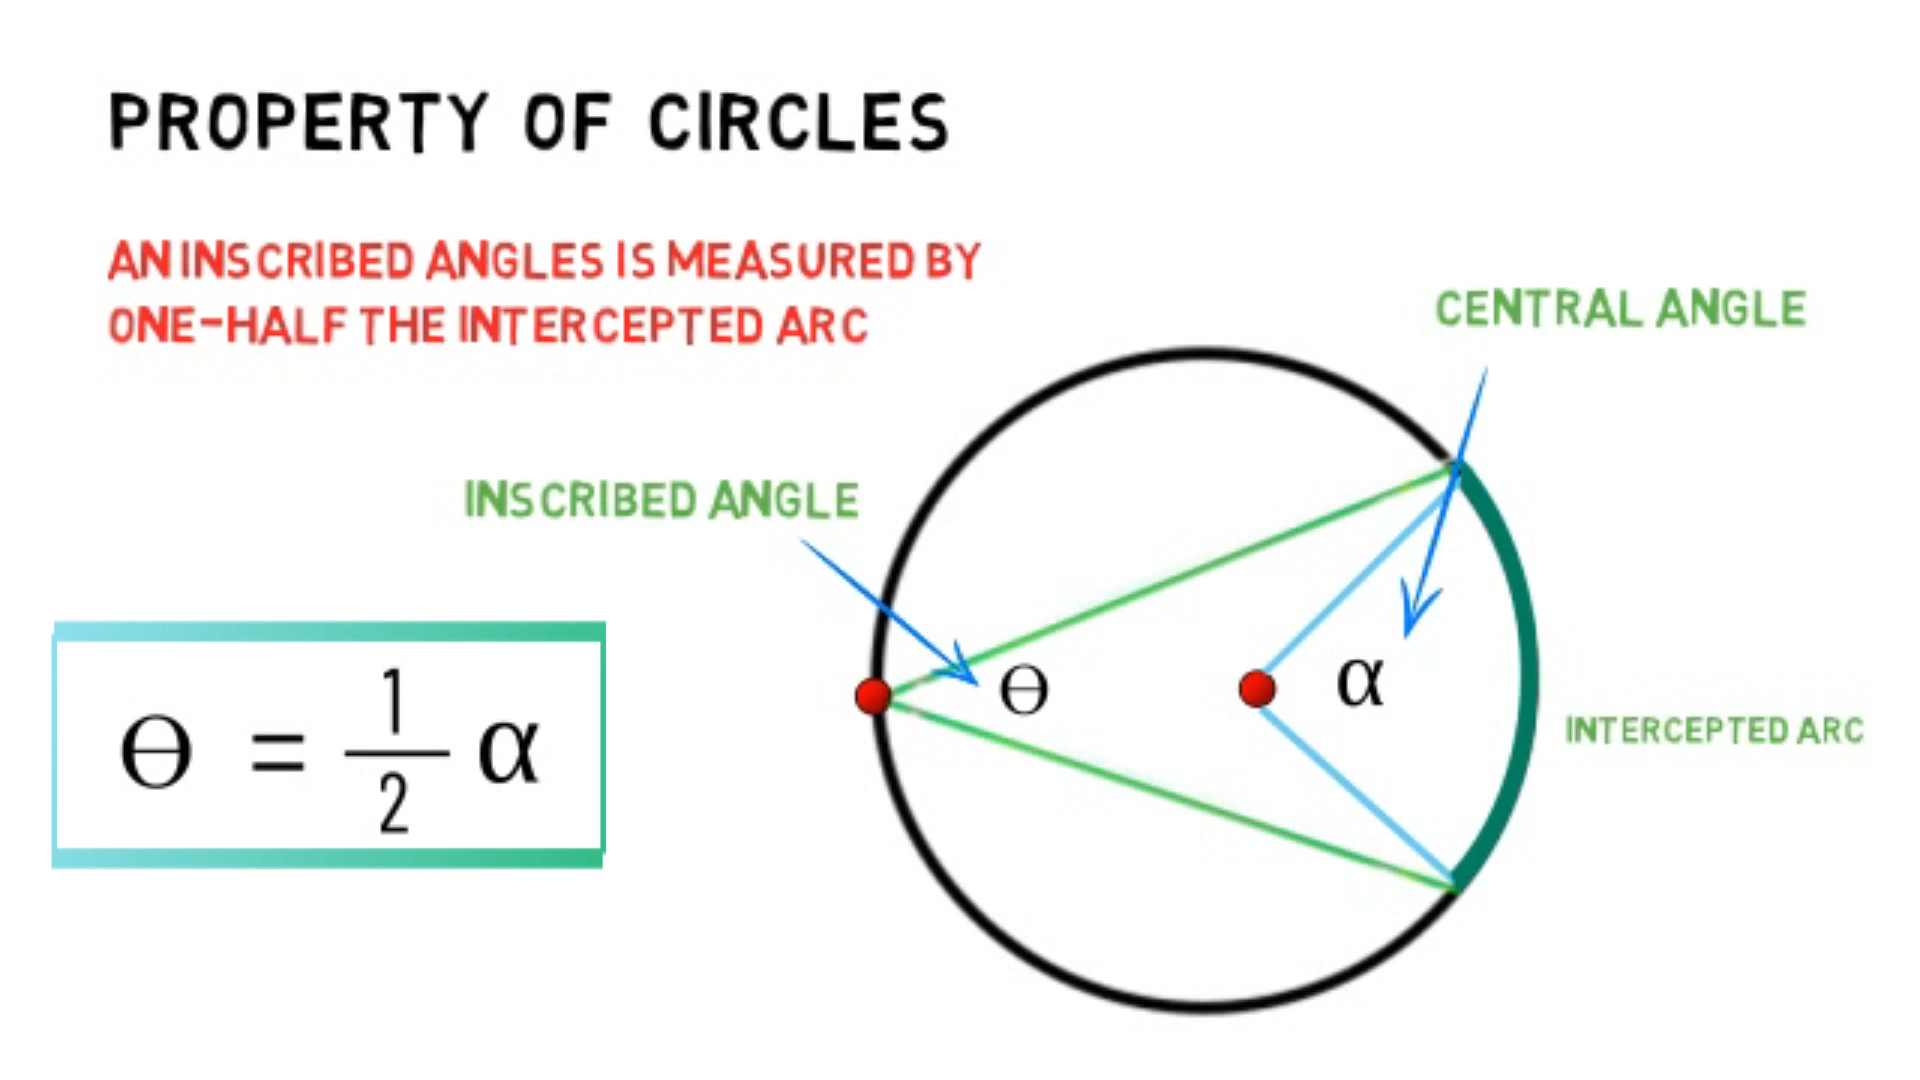 PROPERTY OF CIRCLES
AN INSCRIBED ANGLES IS MEASURED BY
ONE-HALF THE INTERCEPTED ARC
CENTRAL ANGLE
INSCRIBED ANGLE
ϴ = 1/2 α
ϴ
α
INTERCEPTED ARC